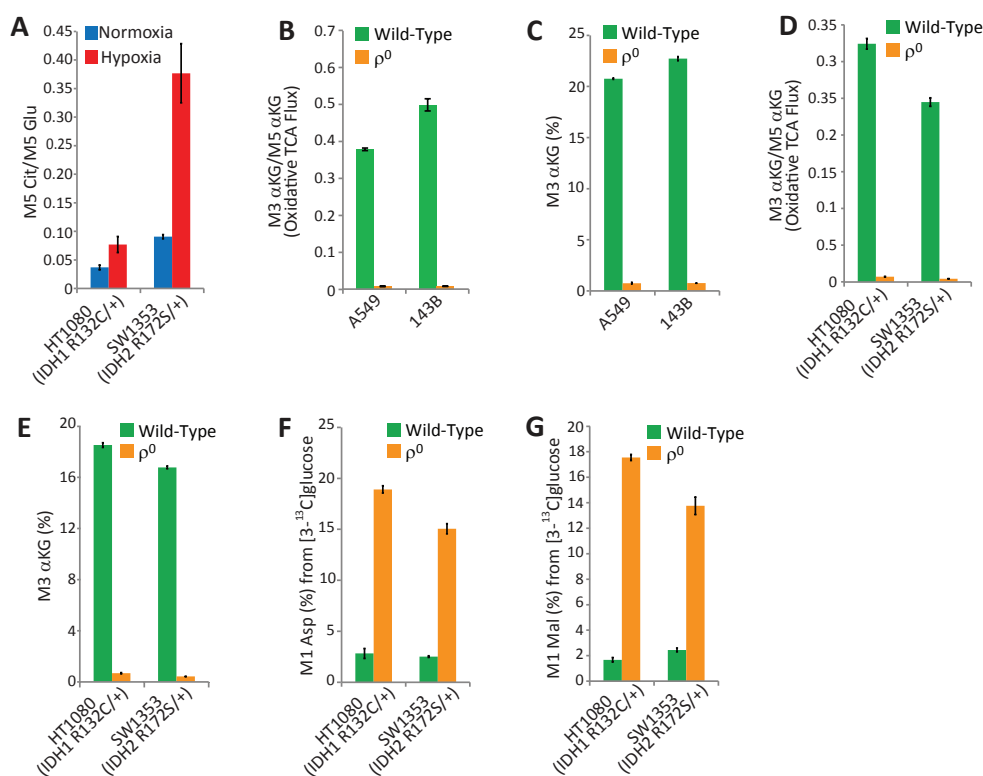 A
Normoxia
Hypoxia
M5 Cit/M5 Glu
0.45
0.40
0.35
0.30
0.25
0.20
0.15
0.10
0.05
0.00
HT1080
(IDH1 R132C/+)
SW1353
(IDH2 R172S/+)
B
Wild-Type
ρ⁰
M3 αKG/M5 αKG
(Oxidative TCA Flux)
0.7
0.6
0.5
0.4
0.3
0.2
0.1
0
A549
143B
C
Wild-Type
ρ⁰
M3 αKG (%)
25
20
15
10
5
0
A549
143B
D
Wild-Type
ρ⁰
M3 αKG/M5 αKG
(Oxidative TCA Flux)
0.35
0.3
0.35
0.2
0.15
0.1
0.05
0
HT1080
(IDH1 R132C/+)
SW1353
(IDH2 R172S/+)
E
Wild-Type
ρ⁰
M3 αKG (%)
20
16
12
8
4
0
HT1080
(IDH1 R132C/+)
SW1353
(IDH2 R172S/+)
F
Wild-Type
ρ⁰
M1 Asp (%) from [3-¹³C]glucose
25
20
15
10
5
0
HT1080
(IDH1 R132C/+)
SW1353
(IDH2 R172S/+)
G
Wild-Type
ρ⁰
M1 Mal (%) from [3-¹³C]glucose
20
18
16
14
12
10
8
6
4
2
0
HT1080
(IDH1 R132C/+)
SW1353
(IDH2 R172S/+)